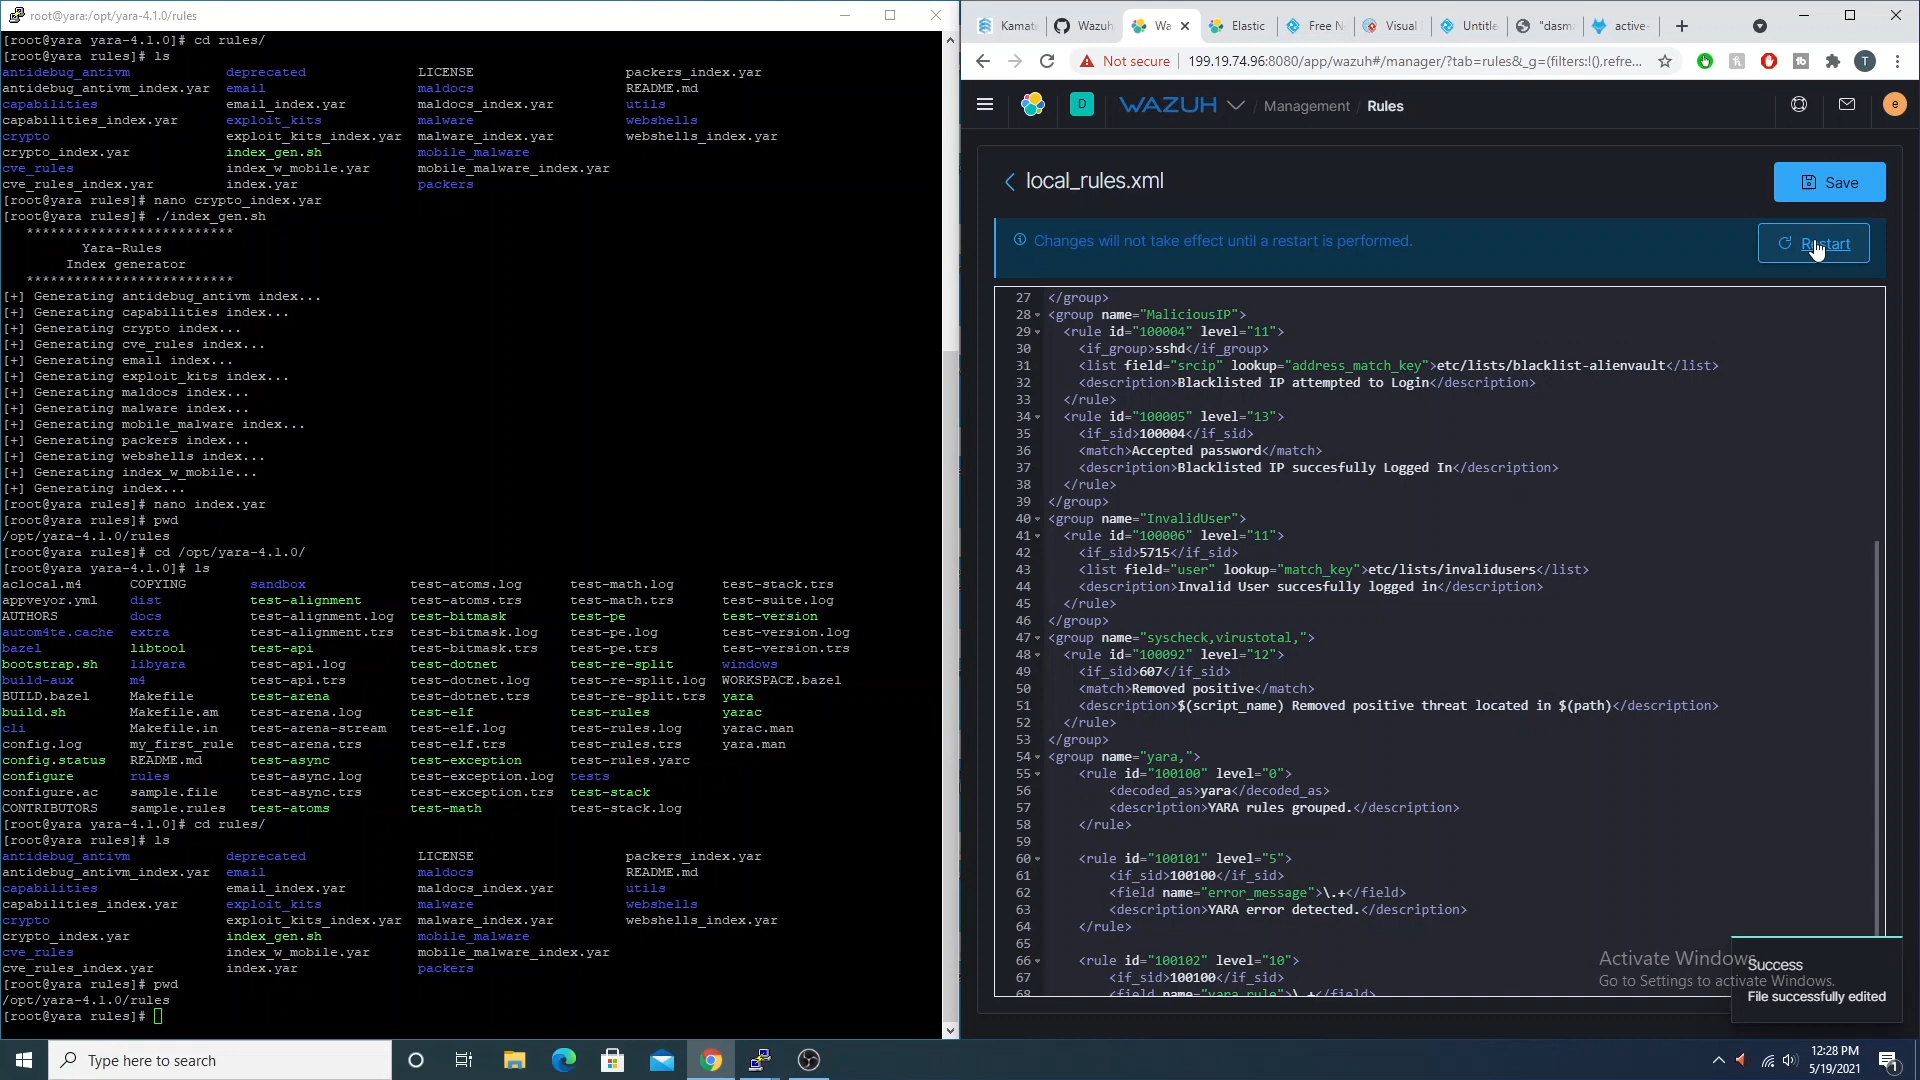 root@yara:/opt/yara-4.1.0/rules
[root@yara yara-4.1.0]# cd rules/
[root@yara rules]# ls
antidebug_antivm deprecated LICENSE packers_index.yar
antidebug_antivm_index.yar email maldocs README.md
capabilities email_index.yar maldocs_index.yar utils
capabilities_index.yar exploit_kits malware webshells
crypto exploit_kits_index.yar malware_index.yar webshells_index.yar
crypto_index.yar index_gen.sh mobile_malware
cve_rules index_w_mobile.yar mobile_malware_index.yar
cve_rules_index.yar index.yar packers
[root@yara rules]# nano crypto_index.yar
[root@yara rules]# ./index_gen.sh
**************************
Yara-Rules
Index generator
**************************
[+] Generating antidebug_antivm index...
[+] Generating capabilities index...
[+] Generating crypto index...
[+] Generating cve_rules index...
[+] Generating email index...
[+] Generating exploit_kits index...
[+] Generating maldocs index...
[+] Generating malware index...
[+] Generating mobile_malware index...
[+] Generating packers index...
[+] Generating webshells index...
[+] Generating index_w_mobile...
[+] Generating index...
[root@yara rules]# nano index.yar
[root@yara rules]# pwd
/opt/yara-4.1.0/rules
[root@yara rules]# cd /opt/yara-4.1.0/
[root@yara rules]# ls
aclocal.m4 COPYING sandbox test-atoms.log test-math.log test-stack.trs
appveyor.yml dist test-alignment test-atoms.trs test-math.trs test-suite.log
AUTHORS docs test-alignment.log test-bitmask test-pe test-version
autom4te.cache extra test-alignment.trs test-bitmask.log test-pe.log test-version.log
bazel libtool test-api test-bitmask.trs test-pe.trs test-version.trs
bootstrap.sh libyara test-api.log test-dotnet test-re-split windows
build-aux m4 test-api.trs test-dotnet.log test-re-split.log WORKSPACE.bazel
BUILD.bazel Makefile test-arena test-dotnet.trs test-re-split.trs yara
build.sh Makefile.am test-arena.log test-elf test-rules yarac
cli Makefile.in test-arena-stream test-elf.log test-rules.log yarac.man
config.log my_first_rule test-arena.trs test-elf.trs test-rules.trs yara.man
config.status README.md test-async test-exception test-rules.yarc
configure rules test-async.log test-exception.log tests
configure.ac sample.file test-async.trs test-exception.trs test-stack
CONTRIBUTORS sample.rules test-atoms test-math test-stack.log
[root@yara yara-4.1.0]# cd rules/
[root@yara rules]# ls
antidebug_antivm deprecated LICENSE packers_index.yar
antidebug_antivm_index.yar email maldocs README.md
capabilities email_index.yar maldocs_index.yar utils
capabilities_index.yar exploit_kits malware webshells
crypto exploit_kits_index.yar malware_index.yar webshells_index.yar
crypto_index.yar index_gen.sh mobile_malware
cve_rules index_w_mobile.yar mobile_malware_index.yar
cve_rules_index.yar index.yar packers
[root@yara rules]# pwd
/opt/yara-4.1.0/rules
[root@yara rules]#
Kamate Wazuh, Wa Elastic Free N Visual Untitle "dasm active-
Not secure 199.19.74.96:8080/app/wazuh#/manager/?tab=rules&_g=(filters:!(),refre... T
D WAZUH Management Rules e
local_rules.xml Save
Changes will not take effect until a restart is performed. Restart
27 </group>
28 <group name="MaliciousIP">
29 <rule id="100004" level="11">
30 <if_group>sshd</if_group>
31 <list field="srcip" lookup="address_match_key">etc/lists/blacklist-alienvault</list>
32 <description>Blacklisted IP attempted to Login</description>
33 </rule>
34 <rule id="100005" level="13">
35 <if_sid>100004</if_sid>
36 <match>Accepted password</match>
37 <description>Blacklisted IP succesfully Logged In</description>
38 </rule>
39 </group>
40 <group name="InvalidUser">
41 <rule id="100006" level="11">
42 <if_sid>5715</if_sid>
43 <list field="user" lookup="match_key">etc/lists/invalidusers</list>
44 <description>Invalid User succesfully logged in</description>
45 </rule>
46 </group>
47 <group name="syscheck,virustotal,">
48 <rule id="100092" level="12">
49 <if_sid>607</if_sid>
50 <match>Removed positive</match>
51 <description>$(script_name) Removed positive threat located in $(path)</description>
52 </rule>
53 </group>
54 <group name="yara,">
55 <rule id="100100" level="0">
56 <decoded_as>yara</decoded_as>
57 <description>YARA rules grouped.</description>
58 </rule>
59
60 <rule id="100101" level="5">
61 <if_sid>100100</if_sid>
62 <field name="error_message">\.+</field>
63 <description>YARA error detected.</description>
64 </rule>
65
66 <rule id="100102" level="10">
67 <if_sid>100100</if_sid>
68 <field name="yara_rule">\.+</field>
Activate Windows
Go to Settings to activate Windows.
Success
File successfully edited
Type here to search
12:28 PM
5/19/2021
1